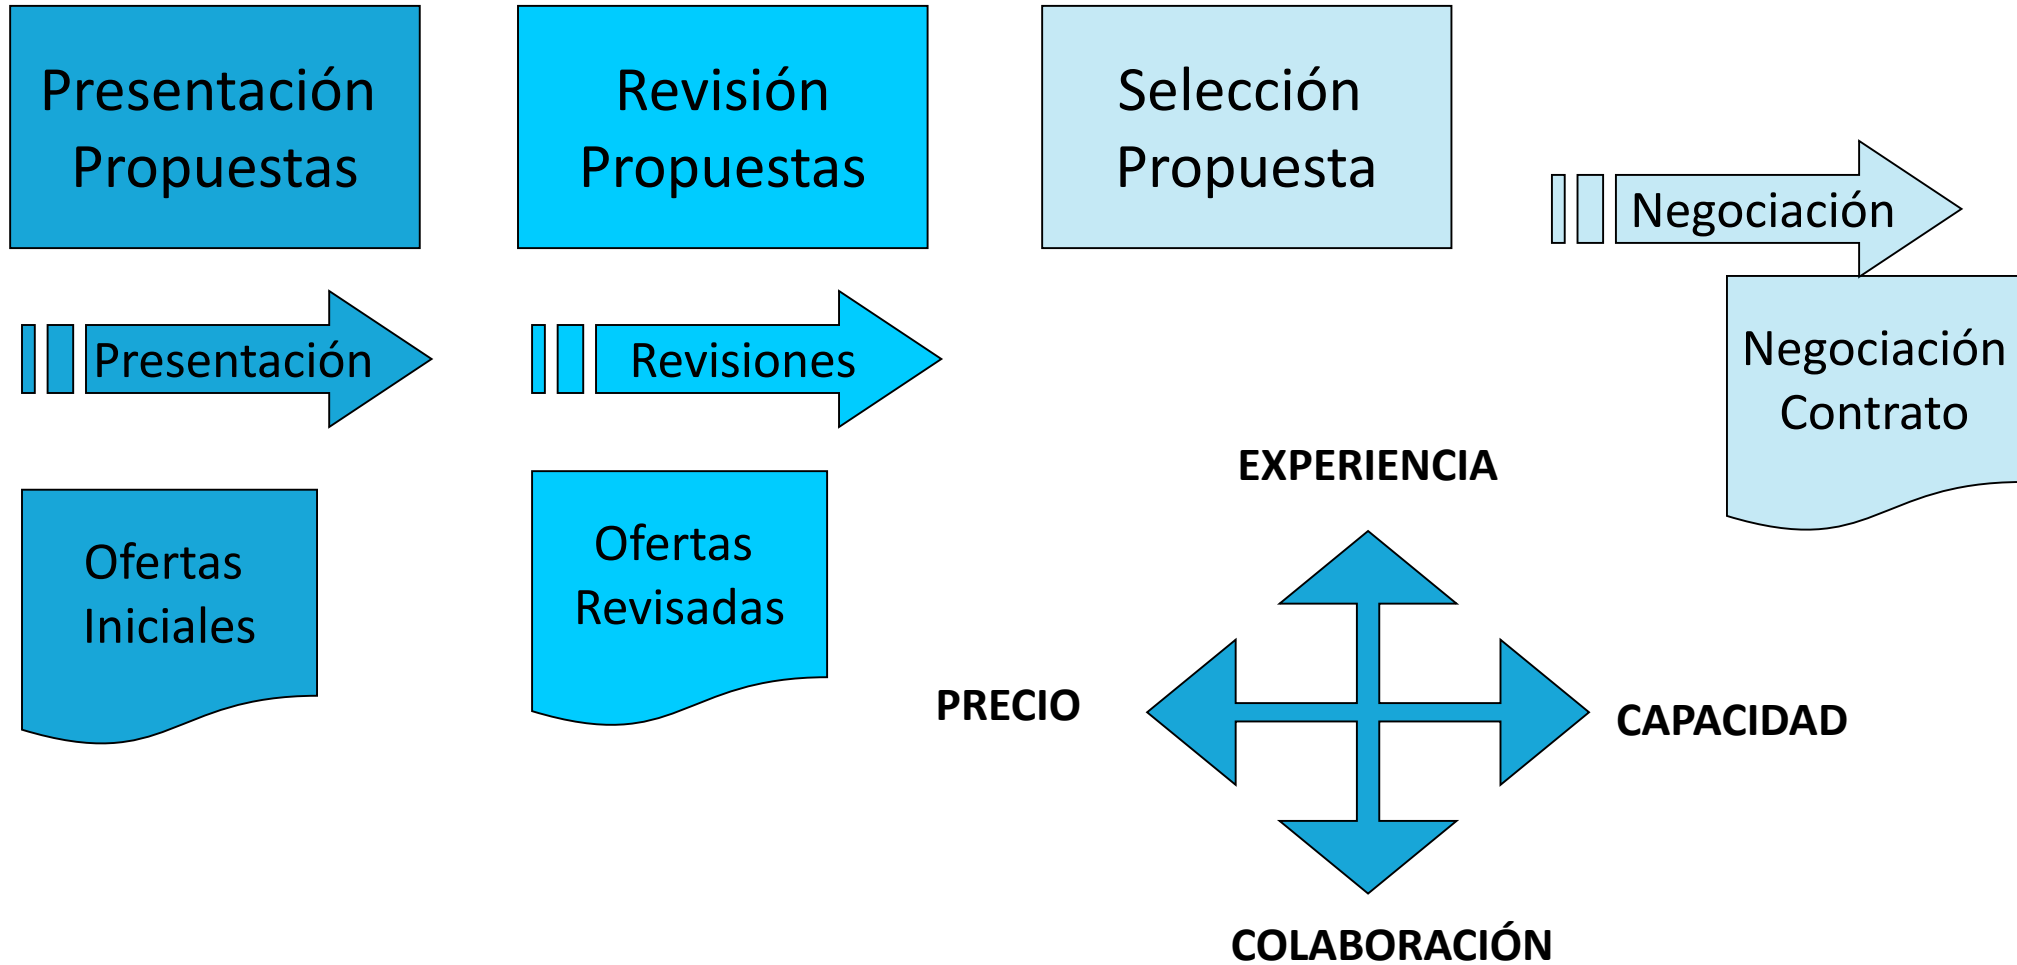 Presentación
Propuestas
Revisión
Propuestas
Selección
Propuesta
Negociación
Presentación
Revisiones
Negociación
Contrato
Ofertas
Iniciales
Ofertas
Revisadas
EXPERIENCIA
PRECIO
CAPACIDAD
COLABORACIÓN